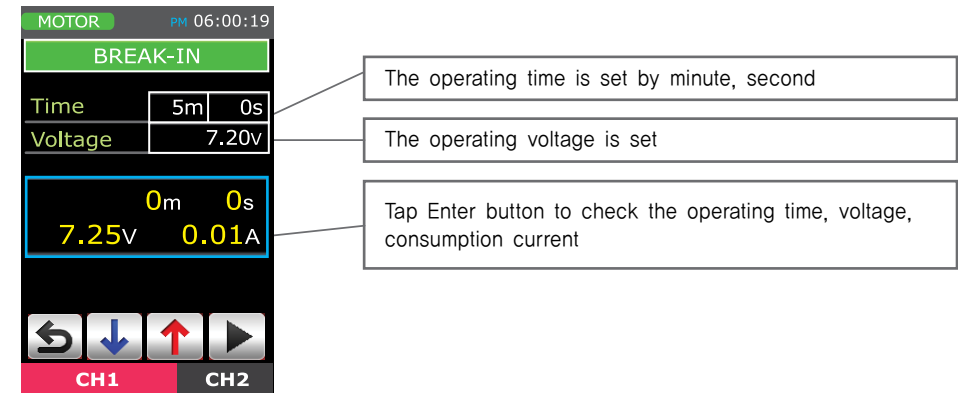 MOTOR PM 06:00:19
BREAK-IN
Time 5m 0s
Voltage 7.20v
0m 0s
7.25v 0.01A
CH1 CH2
The operating time is set by minute, second
The operating voltage is set
Tap Enter button to check the operating time, voltage,
consumption current